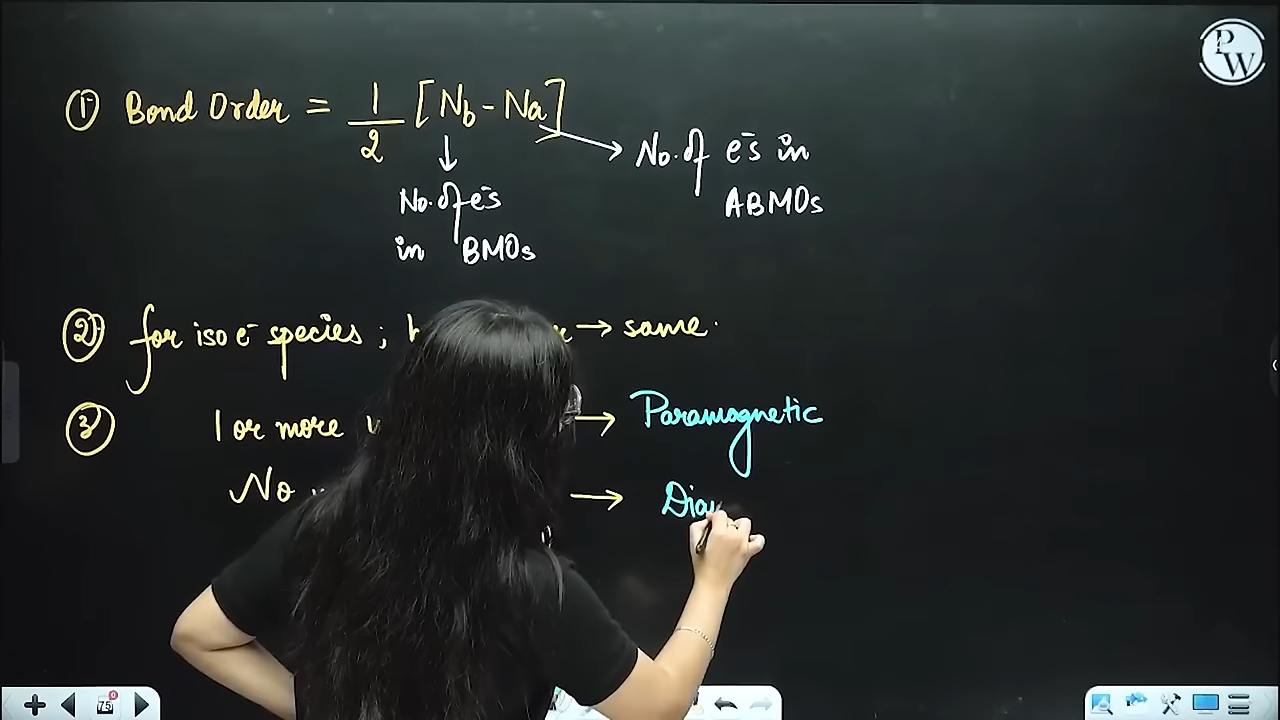 PW
① Bond Order = 1/2 [Nb - Na]
No. of e⁻s in
ABMOs
No. of e⁻s
in BMOs
② for iso e⁻ species ; → same.
③ 1 or more → Paramagnetic
No → Dia
75